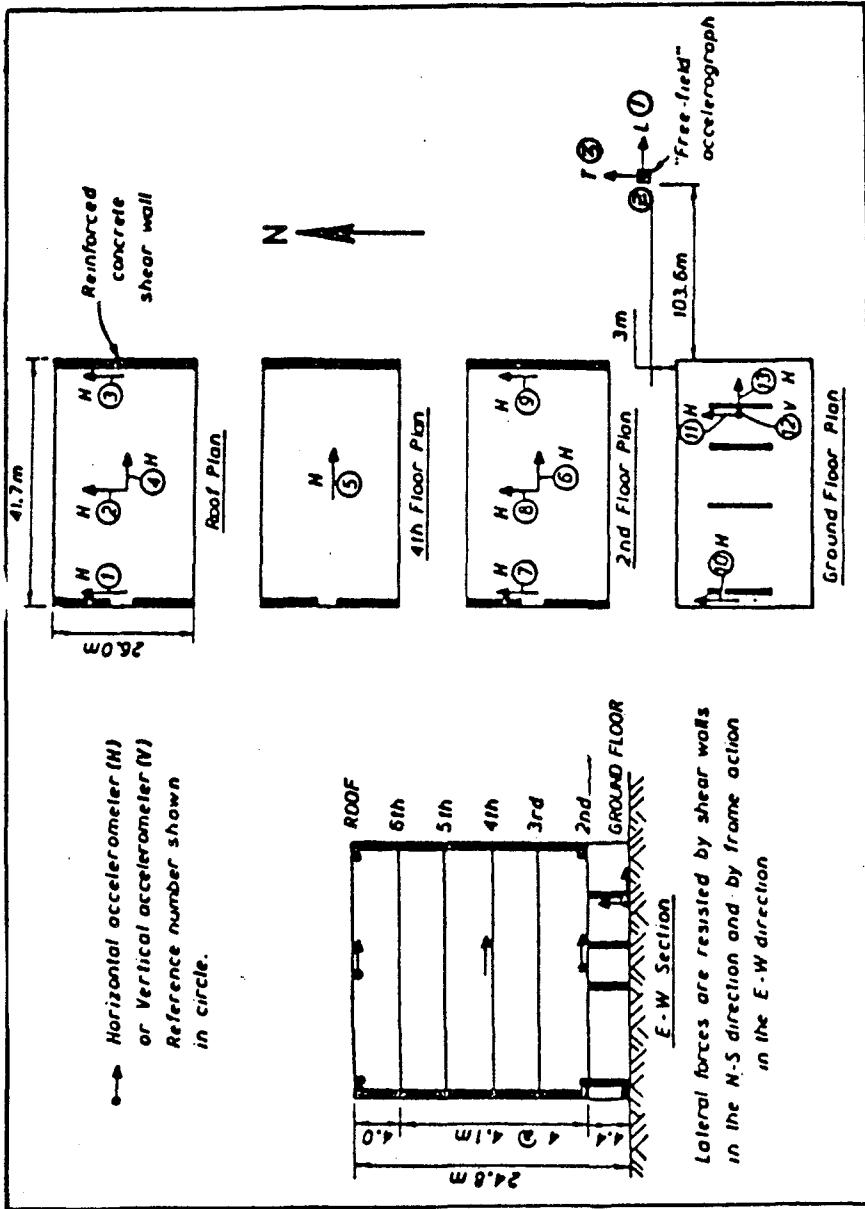 Horizontal accelerometer (H)
or Vertical accelerometer (V)
Reference number shown
in circle.
24.8 m
4.0
4 @ 4.1m
4.4
ROOF
6th
5th
4th
3rd
2nd
GROUND FLOOR
E-W Section
Lateral forces are resisted by shear walls
in the N-S direction and by frame action
in the E-W direction
41.7m
26.0m
H
1
H
2
H
3
4 H
Reinforced
concrete
shear wall
Roof Plan
N
H
5
4th Floor Plan
H
7
H
8
H
9
6 H
2nd Floor Plan
3m
103.6m
T 3
2
L 1
"Free-field"
accelerograph
10 H
11 H
12 V
13
H
Ground Floor Plan